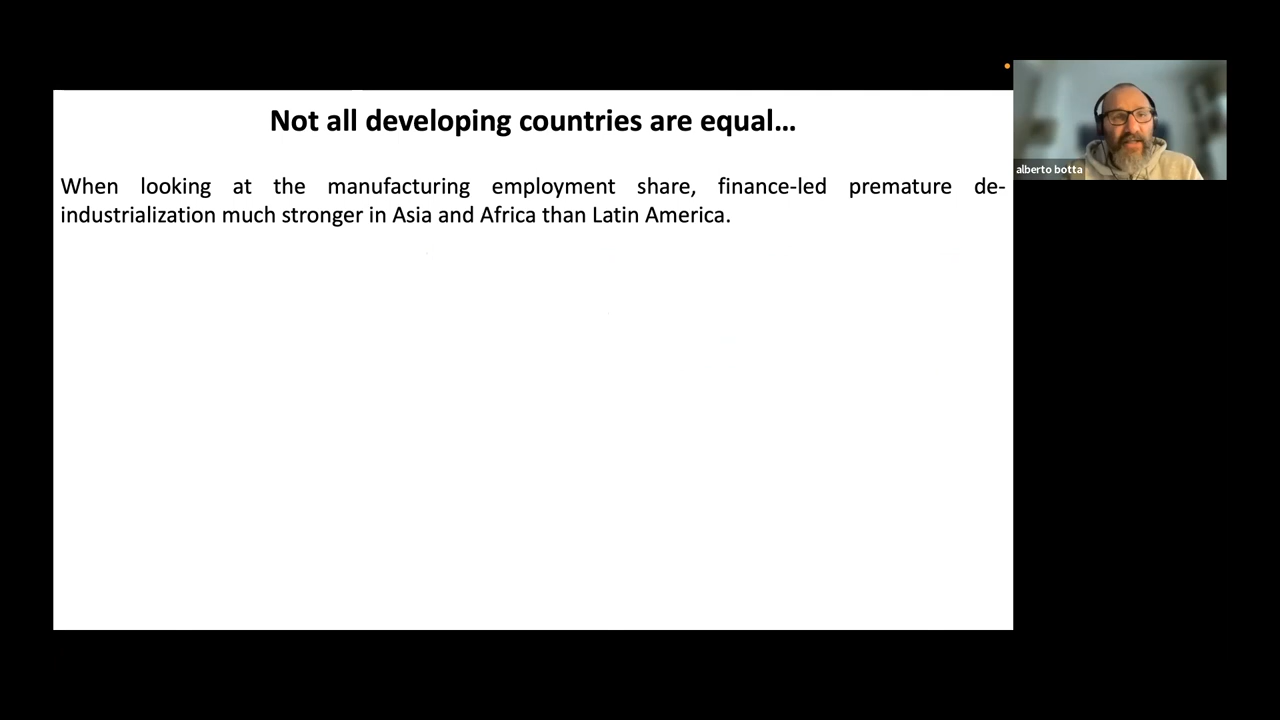 Not all developing countries are equal…
When looking at the manufacturing employment share, finance-led premature de-
industrialization much stronger in Asia and Africa than Latin America.
alberto botta